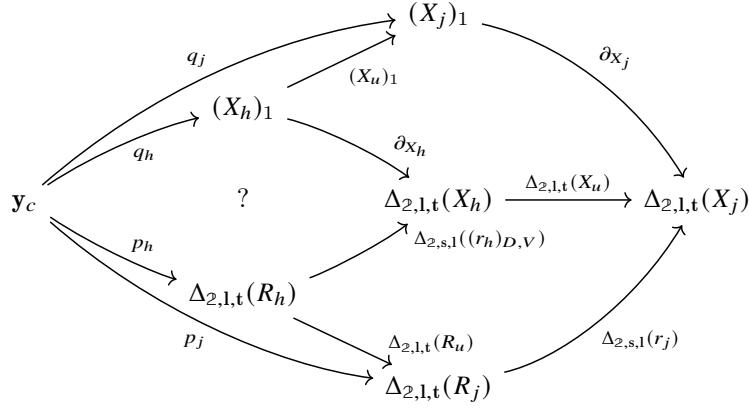 (X_j)_1
q_j
∂_{X_j}
(X_u)_1
(X_h)_1
q_h
∂_{X_h}
y_c
?
Δ_{2,l,t}(X_h)
Δ_{2,l,t}(X_u)
Δ_{2,l,t}(X_j)
Δ_{2,s,l}((r_h)_{D,V})
p_h
Δ_{2,l,t}(R_h)
p_j
Δ_{2,l,t}(R_u)
Δ_{2,s,l}(r_j)
Δ_{2,l,t}(R_j)